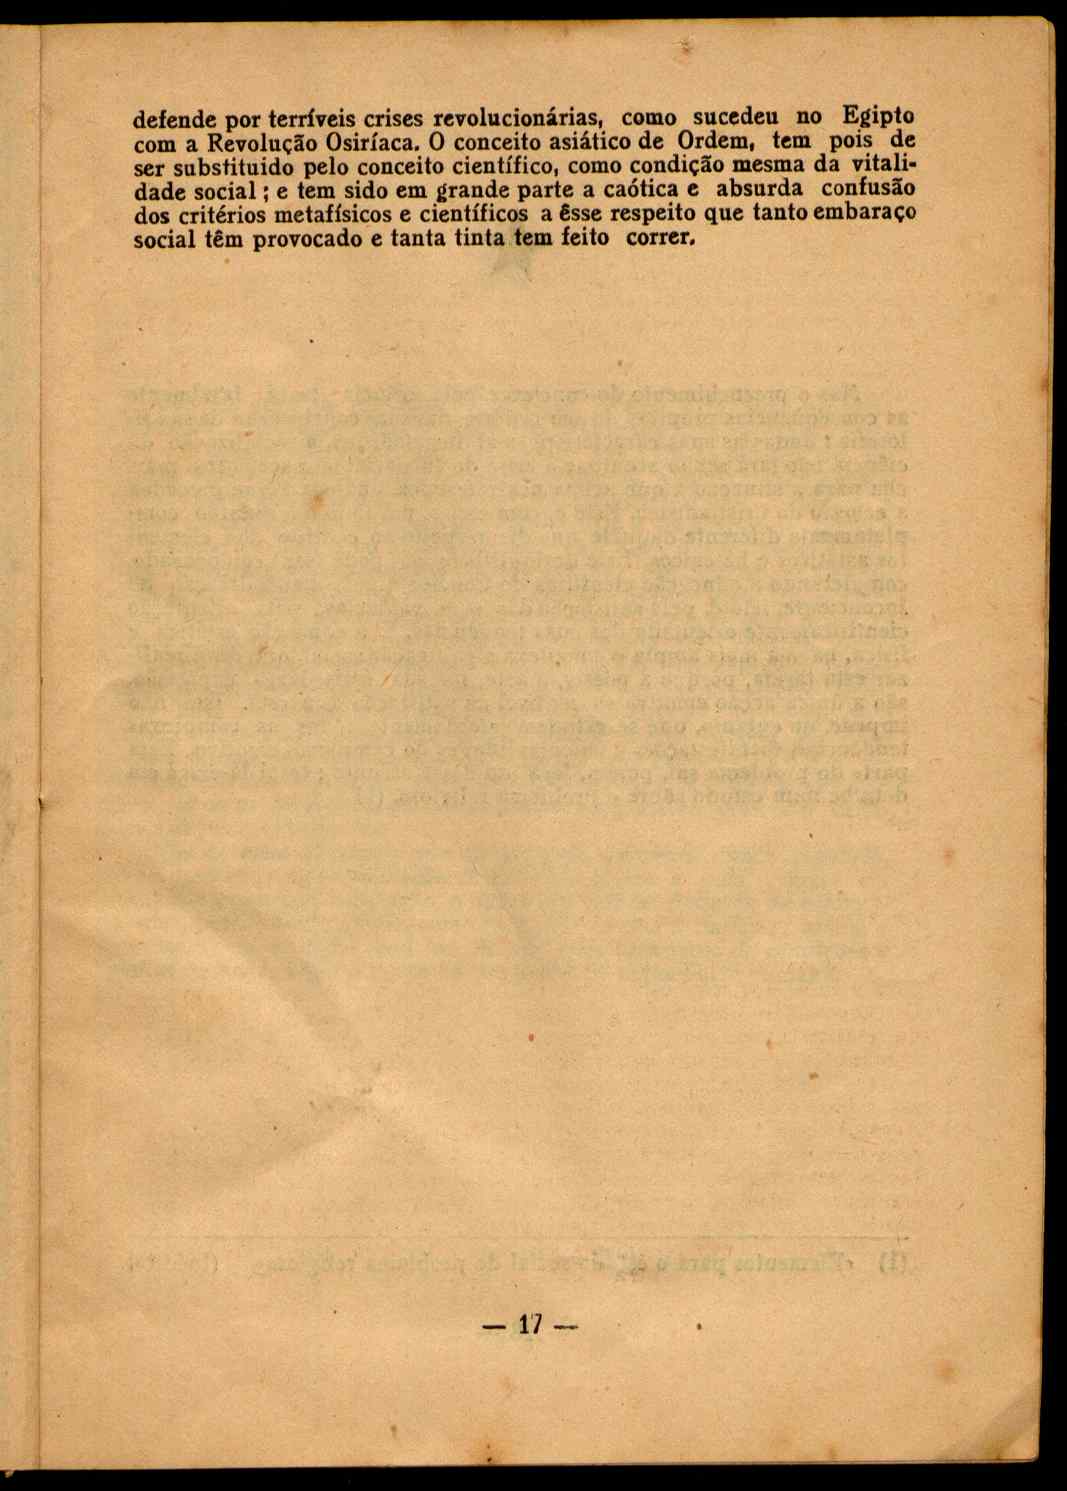 defende por terríveis crises revolucionárias, como sucedeu no Egipto
com a Revolução Osiríaca. O conceito asiático de Ordem, tem pois de
ser substituido pelo conceito científico, como condição mesma da vitali-
dade social ; e tem sido em grande parte a caótica e absurda confusão
dos critérios metafísicos e científicos a êsse respeito que tanto embaraço
social têm provocado e tanta tinta tem feito correr.
— 17 —